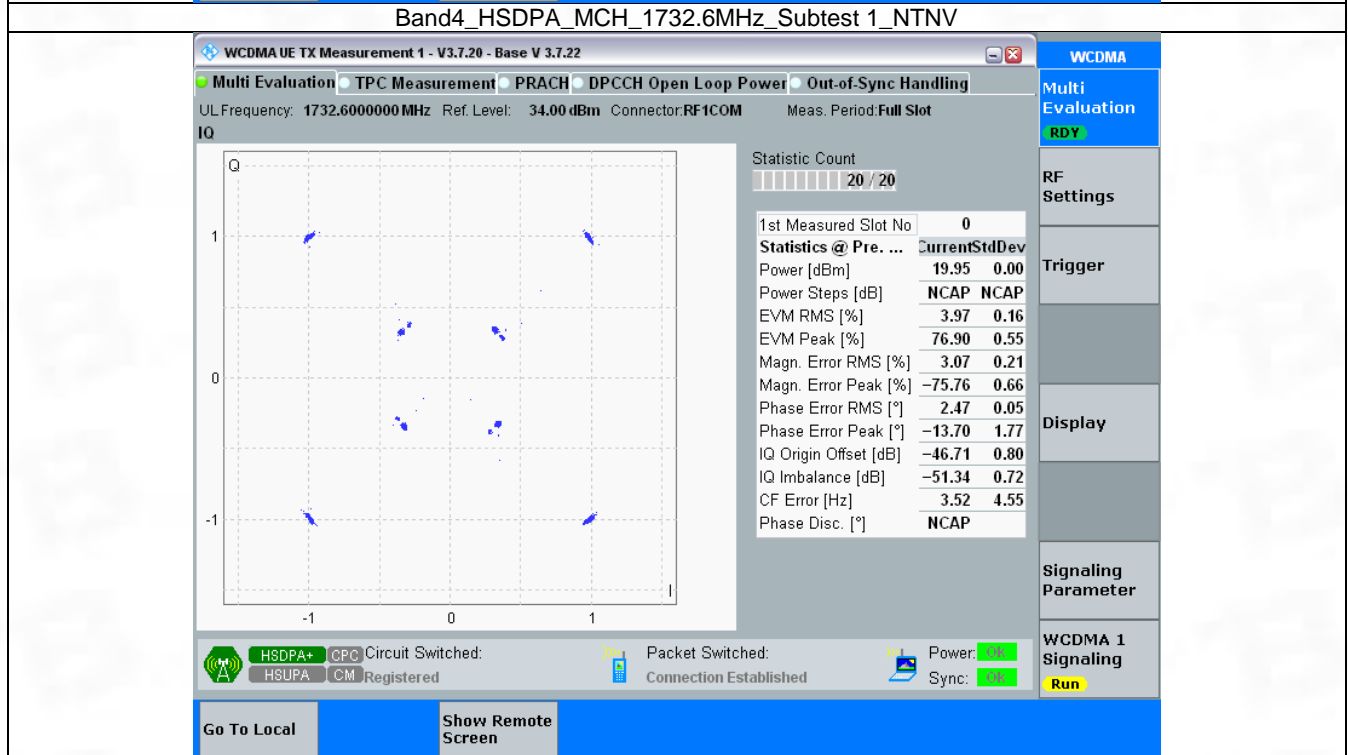 Band4_HSDPA_MCH_1732.6MHz_Subtest 1_NTNV
WCDMA UE TX Measurement 1 - V3.7.20 - Base V 3.7.22
WCDMA
Multi Evaluation TPC Measurement PRACH DPCCH Open Loop Power Out-of-Sync Handling
Multi
Evaluation
RDY
UL Frequency: 1732.6000000 MHz Ref. Level: 34.00 dBm Connector:RF1COM Meas. Period:Full Slot
IQ
Q
1
0
-1
-1 0 1
I
Statistic Count
20 / 20
1st Measured Slot No 0
Statistics @ Pre. ... Current StdDev
Power [dBm] 19.95 0.00
Power Steps [dB] NCAP NCAP
EVM RMS [%] 3.97 0.16
EVM Peak [%] 76.90 0.55
Magn. Error RMS [%] 3.07 0.21
Magn. Error Peak [%] -75.76 0.66
Phase Error RMS [°] 2.47 0.05
Phase Error Peak [°] -13.70 1.77
IQ Origin Offset [dB] -46.71 0.80
IQ Imbalance [dB] -51.34 0.72
CF Error [Hz] 3.52 4.55
Phase Disc. [°] NCAP
RF
Settings
Trigger
Display
Signaling
Parameter
WCDMA 1
Signaling
Run
HSDPA+ CPC Circuit Switched: Packet Switched: Power: OK
HSUPA CM Registered Connection Established Sync: OK
Go To Local
Show Remote
Screen